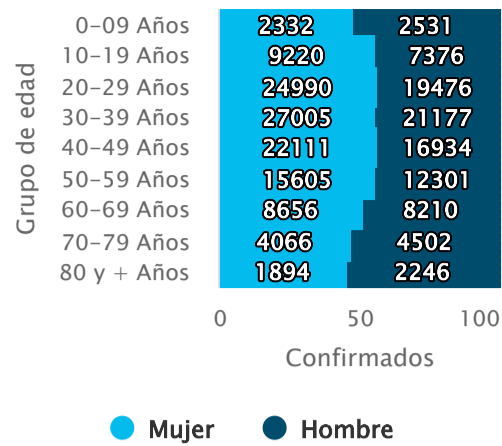 Grupo de edad
0-09 Años 2332 2531
10-19 Años 9220 7376
20-29 Años 24990 19476
30-39 Años 27005 21177
40-49 Años 22111 16934
50-59 Años 15605 12301
60-69 Años 8656 8210
70-79 Años 4066 4502
80 y + Años 1894 2246
0 50 100
Confirmados
Mujer Hombre